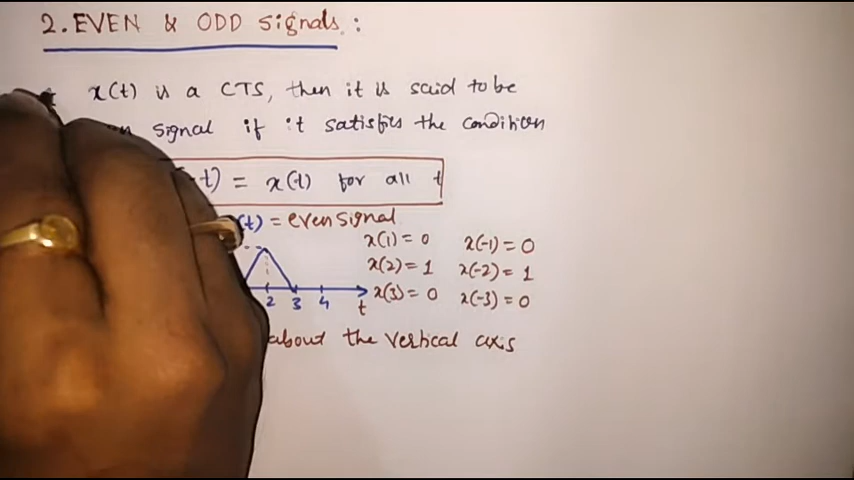 2. EVEN & ODD Signals :
x(t) is a CTS, then it is said to be
signal if it satisfies the condition
t) = x(t) for all t
(t) = even signal
x(1) = 0 x(-1) = 0
x(2) = 1 x(-2) = 1
x(3) = 0 x(-3) = 0
2 3 4 t
about the vertical axis